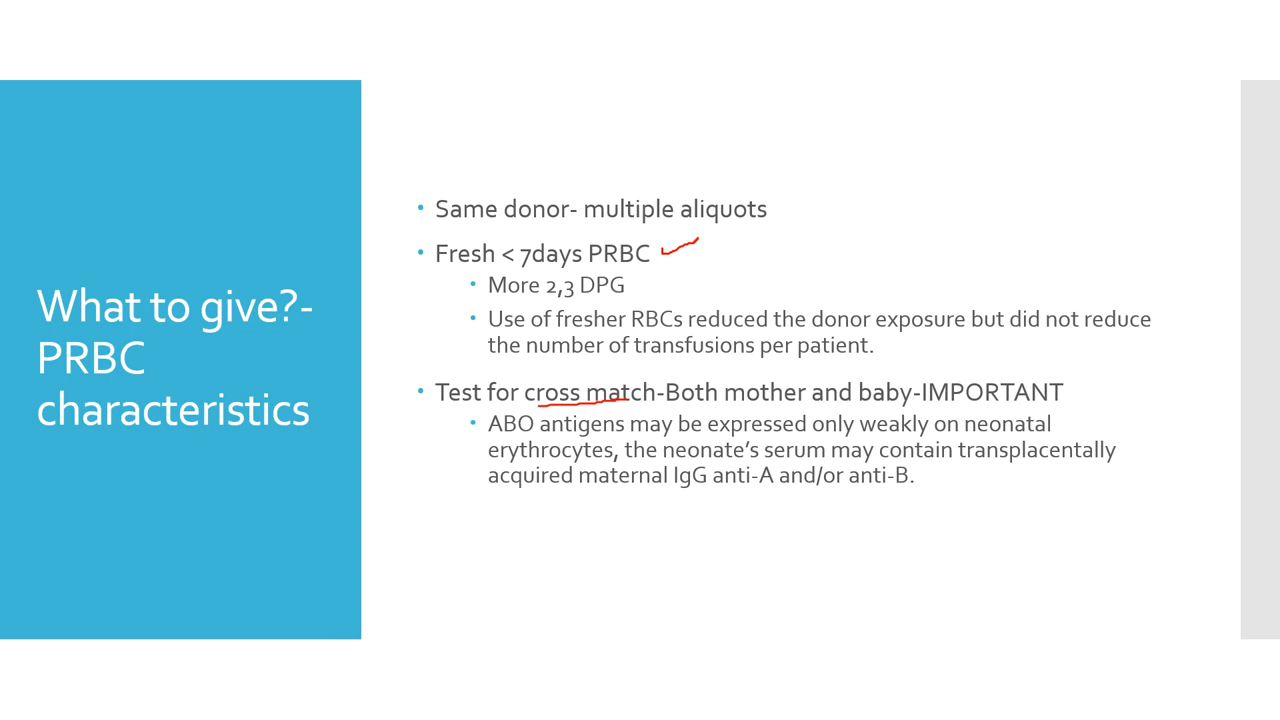 What to give?-
PRBC
characteristics
• Same donor- multiple aliquots
• Fresh < 7days PRBC
• More 2,3 DPG
• Use of fresher RBCs reduced the donor exposure but did not reduce
the number of transfusions per patient.
• Test for cross match-Both mother and baby-IMPORTANT
• ABO antigens may be expressed only weakly on neonatal
erythrocytes, the neonate’s serum may contain transplacentally
acquired maternal IgG anti-A and/or anti-B.